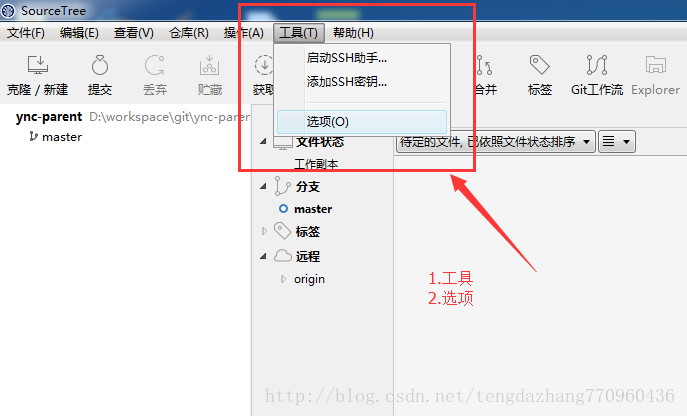 SourceTree
文件(F) 编辑(E) 查看(V) 仓库(R) 操作(A) 工具(T) 帮助(H)
启动SSH助手...
添加SSH密钥...
选项(O)
克隆 / 新建 提交 丢弃 贮藏 获取 合并 标签 Git工作流 Explorer
ync-parent D:\workspace\git\ync-paren
master
文件状态
待定的文件, 已依照文件状态排序
工作副本
分支
master
标签
远程
origin
1.工具
2.选项
http://blog.csdn.net/tengdazhang770960436